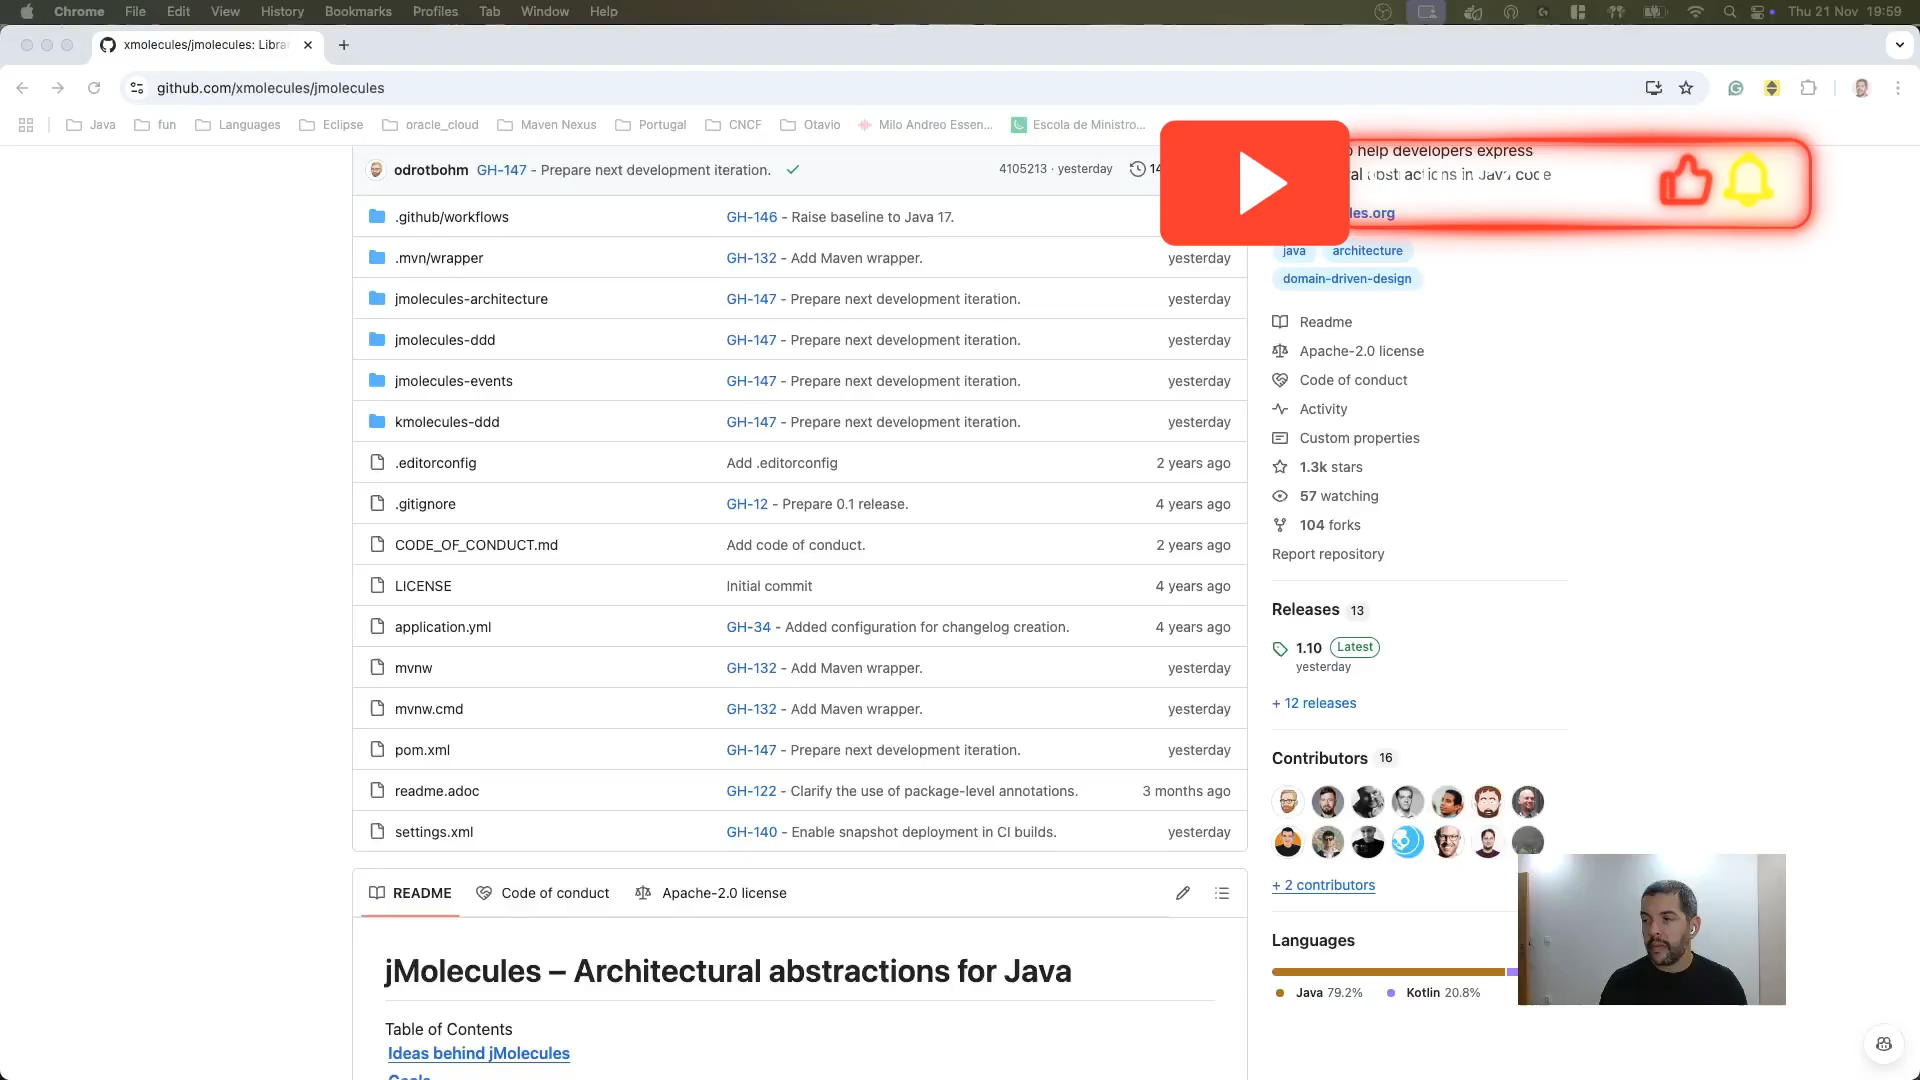 Chrome File Edit View History Bookmarks Profiles Tab Window Help Thu 21 Nov 19:59
xmolecules/jmolecules: Libra
github.com/xmolecules/jmolecules
Java fun Languages Eclipse oracle_cloud Maven Nexus Portugal CNCF Otavio Milo Andreo Essen... Escola de Ministro...
odrotbohm GH-147 - Prepare next development iteration. 4105213 · yesterday 14
.github/workflows GH-146 - Raise baseline to Java 17.
.mvn/wrapper GH-132 - Add Maven wrapper. yesterday
jmolecules-architecture GH-147 - Prepare next development iteration. yesterday
jmolecules-ddd GH-147 - Prepare next development iteration. yesterday
jmolecules-events GH-147 - Prepare next development iteration. yesterday
kmolecules-ddd GH-147 - Prepare next development iteration. yesterday
.editorconfig Add .editorconfig 2 years ago
.gitignore GH-12 - Prepare 0.1 release. 4 years ago
CODE_OF_CONDUCT.md Add code of conduct. 2 years ago
LICENSE Initial commit 4 years ago
application.yml GH-34 - Added configuration for changelog creation. 4 years ago
mvnw GH-132 - Add Maven wrapper. yesterday
mvnw.cmd GH-132 - Add Maven wrapper. yesterday
pom.xml GH-147 - Prepare next development iteration. yesterday
readme.adoc GH-122 - Clarify the use of package-level annotations. 3 months ago
settings.xml GH-140 - Enable snapshot deployment in CI builds. yesterday
README Code of conduct Apache-2.0 license
jMolecules – Architectural abstractions for Java
Table of Contents
Ideas behind jMolecules
Goals
help developers express
abstractions in Java code
les.org
java architecture
domain-driven-design
Readme
Apache-2.0 license
Code of conduct
Activity
Custom properties
1.3k stars
57 watching
104 forks
Report repository
Releases 13
1.10 Latest
yesterday
+ 12 releases
Contributors 16
+ 2 contributors
Languages
Java 79.2% Kotlin 20.8%